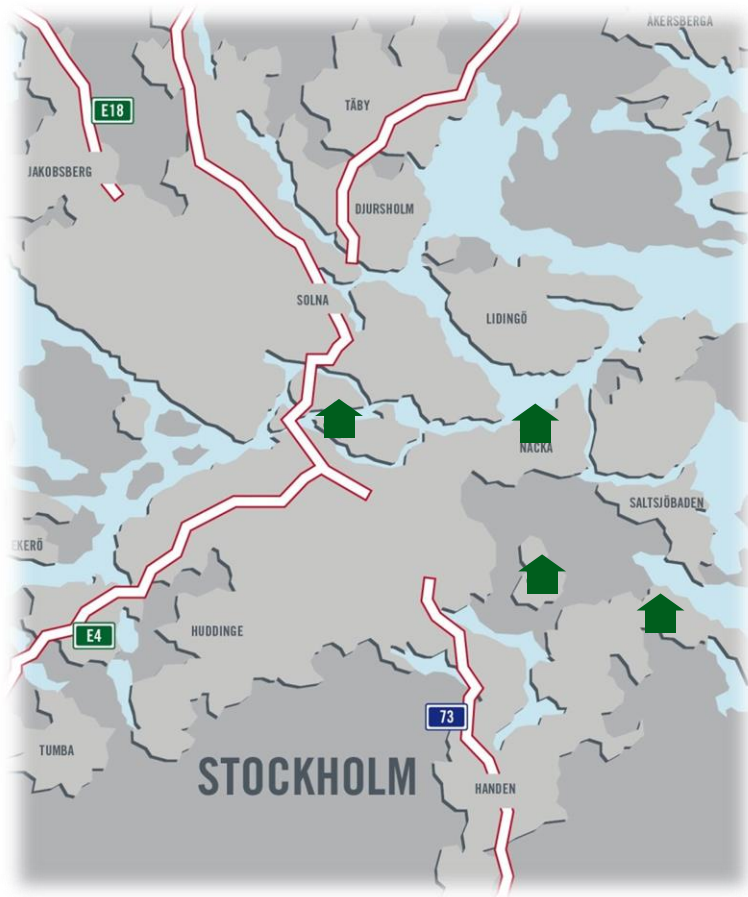 ÅKERSBERGA
TÄBY
E18
JAKOBSBERG
DJURSHOLM
SOLNA
LIDINGÖ
NACKA
SALTSJÖBADEN
EKERÖ
HUDDINGE
E4
73
TUMBA
STOCKHOLM
HANDEN